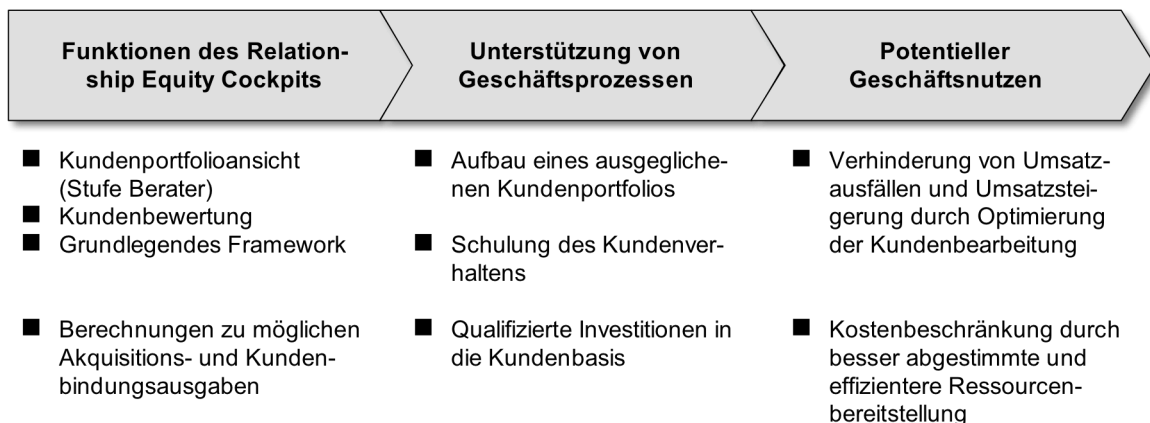 Funktionen des Relation-
ship Equity Cockpits
Unterstützung von
Geschäftsprozessen
Potentieller
Geschäftsnutzen
■ Kundenportfolioansicht
(Stufe Berater)
■ Kundenbewertung
■ Grundlegendes Framework
■ Berechnungen zu möglichen
Akquisitions- und Kunden-
bindungsausgaben
■ Aufbau eines ausgegliche-
nen Kundenportfolios
■ Schulung des Kundenver-
haltens
■ Qualifizierte Investitionen in
die Kundenbasis
■ Verhinderung von Umsatz-
ausfällen und Umsatzstei-
gerung durch Optimierung
der Kundenbearbeitung
■ Kostenbeschränkung durch
besser abgestimmte und
effizientere Ressourcen-
bereitstellung